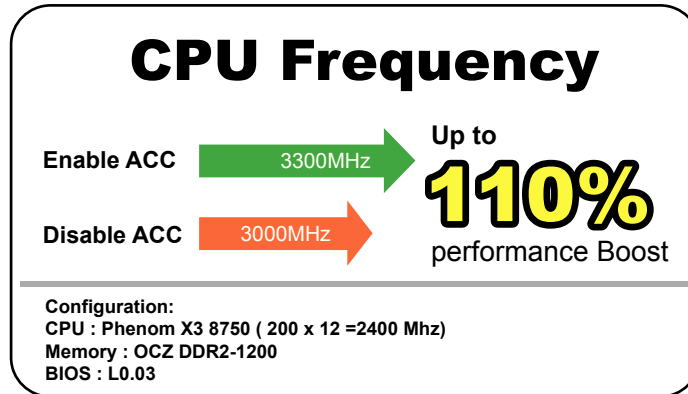 CPU Frequency
Enable ACC
3300MHz
Up to
110%
performance Boost
Disable ACC
3000MHz
Configuration:
CPU : Phenom X3 8750 ( 200 x 12 =2400 Mhz)
Memory : OCZ DDR2-1200
BIOS : L0.03